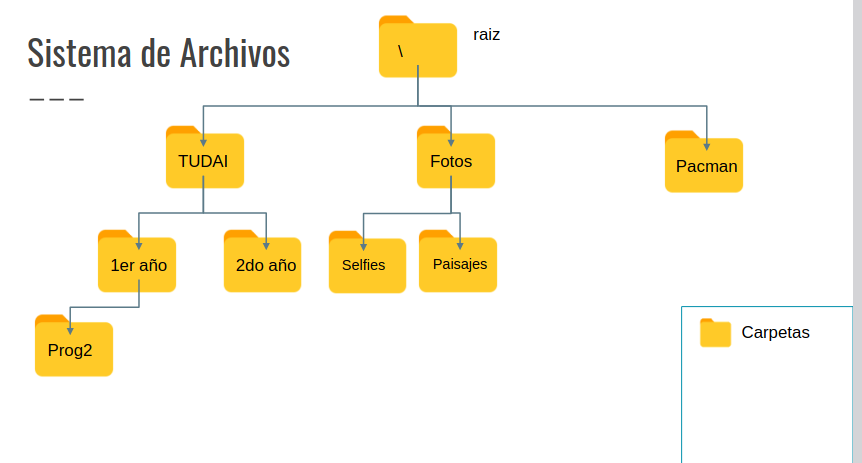 Sistema de Archivos
\
raiz
TUDAI
Fotos
Pacman
1er año
2do año
Selfies
Paisajes
Prog2
Carpetas